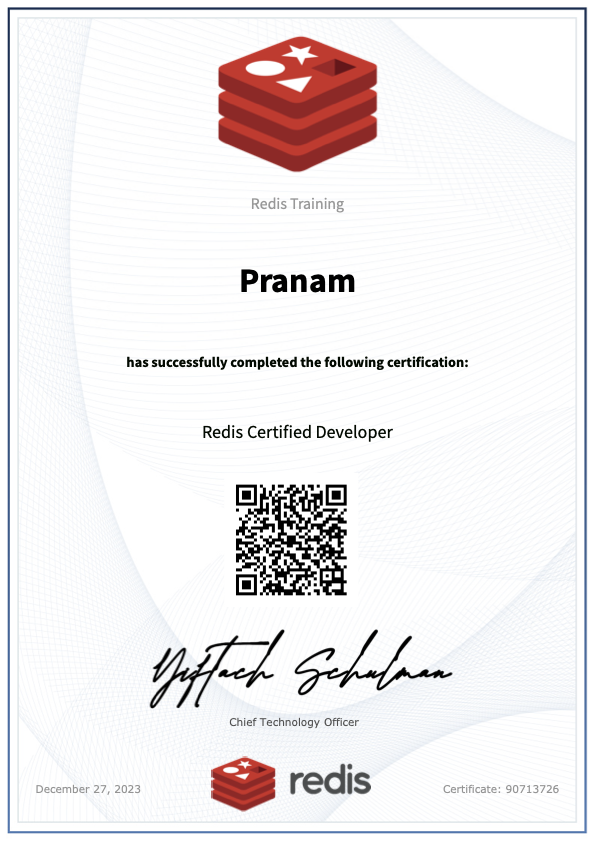 Redis Training
Pranam
has successfully completed the following certification:
Redis Certified Developer
Yiftach Schulman
Chief Technology Officer
December 27, 2023
redis
Certificate: 90713726